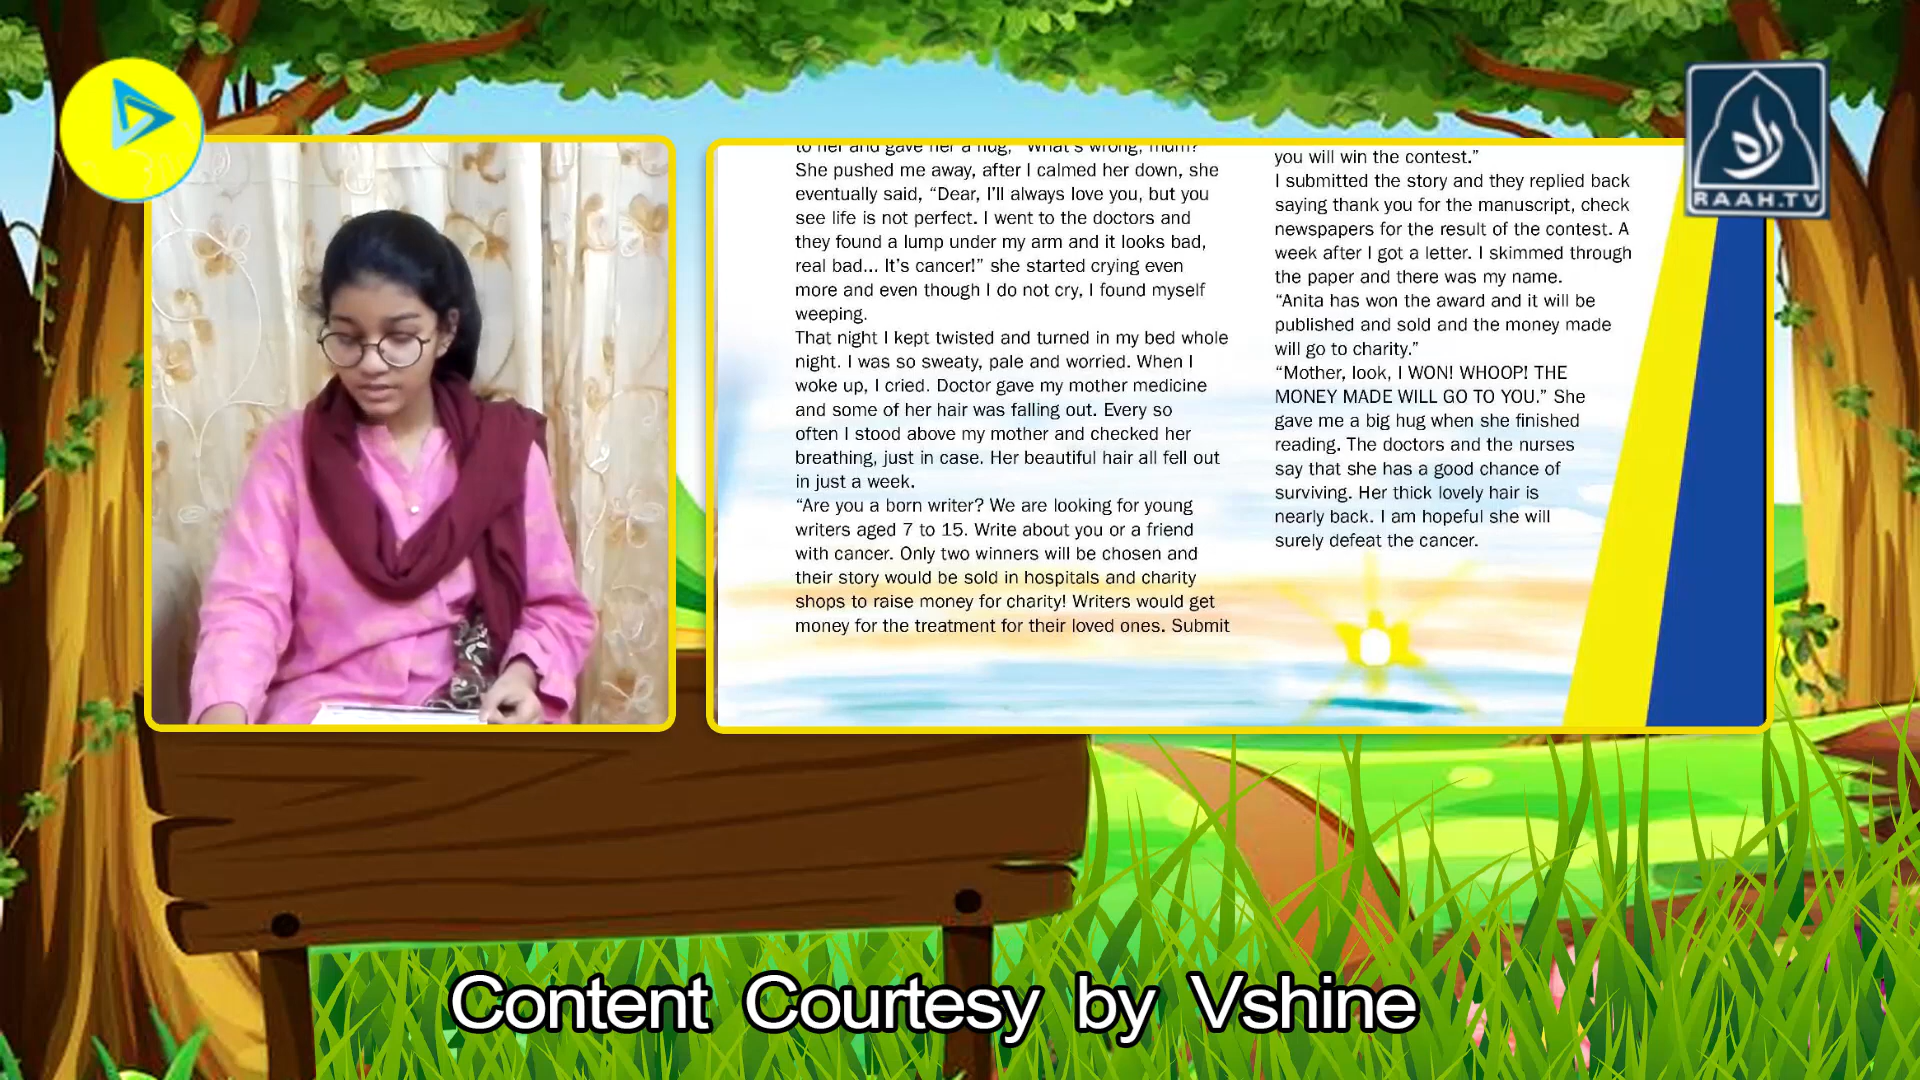 to her and gave her a hug, "What's wrong, mum?"
She pushed me away, after I calmed her down, she
eventually said, “Dear, I’ll always love you, but you
see life is not perfect. I went to the doctors and
they found a lump under my arm and it looks bad,
real bad... It’s cancer!” she started crying even
more and even though I do not cry, I found myself
weeping.
That night I kept twisted and turned in my bed whole
night. I was so sweaty, pale and worried. When I
woke up, I cried. Doctor gave my mother medicine
and some of her hair was falling out. Every so
often I stood above my mother and checked her
breathing, just in case. Her beautiful hair all fell out
in just a week.
“Are you a born writer? We are looking for young
writers aged 7 to 15. Write about you or a friend
with cancer. Only two winners will be chosen and
their story would be sold in hospitals and charity
shops to raise money for charity! Writers would get
money for the treatment for their loved ones. Submit
you will win the contest.”
I submitted the story and they replied back
saying thank you for the manuscript, check
newspapers for the result of the contest. A
week after I got a letter. I skimmed through
the paper and there was my name.
“Anita has won the award and it will be
published and sold and the money made
will go to charity.”
“Mother, look, I WON! WHOOP! THE
MONEY MADE WILL GO TO YOU.” She
gave me a big hug when she finished
reading. The doctors and the nurses
say that she has a good chance of
surviving. Her thick lovely hair is
nearly back. I am hopeful she will
surely defeat the cancer.
راہ
RAAH.TV
Content Courtesy by Vshine